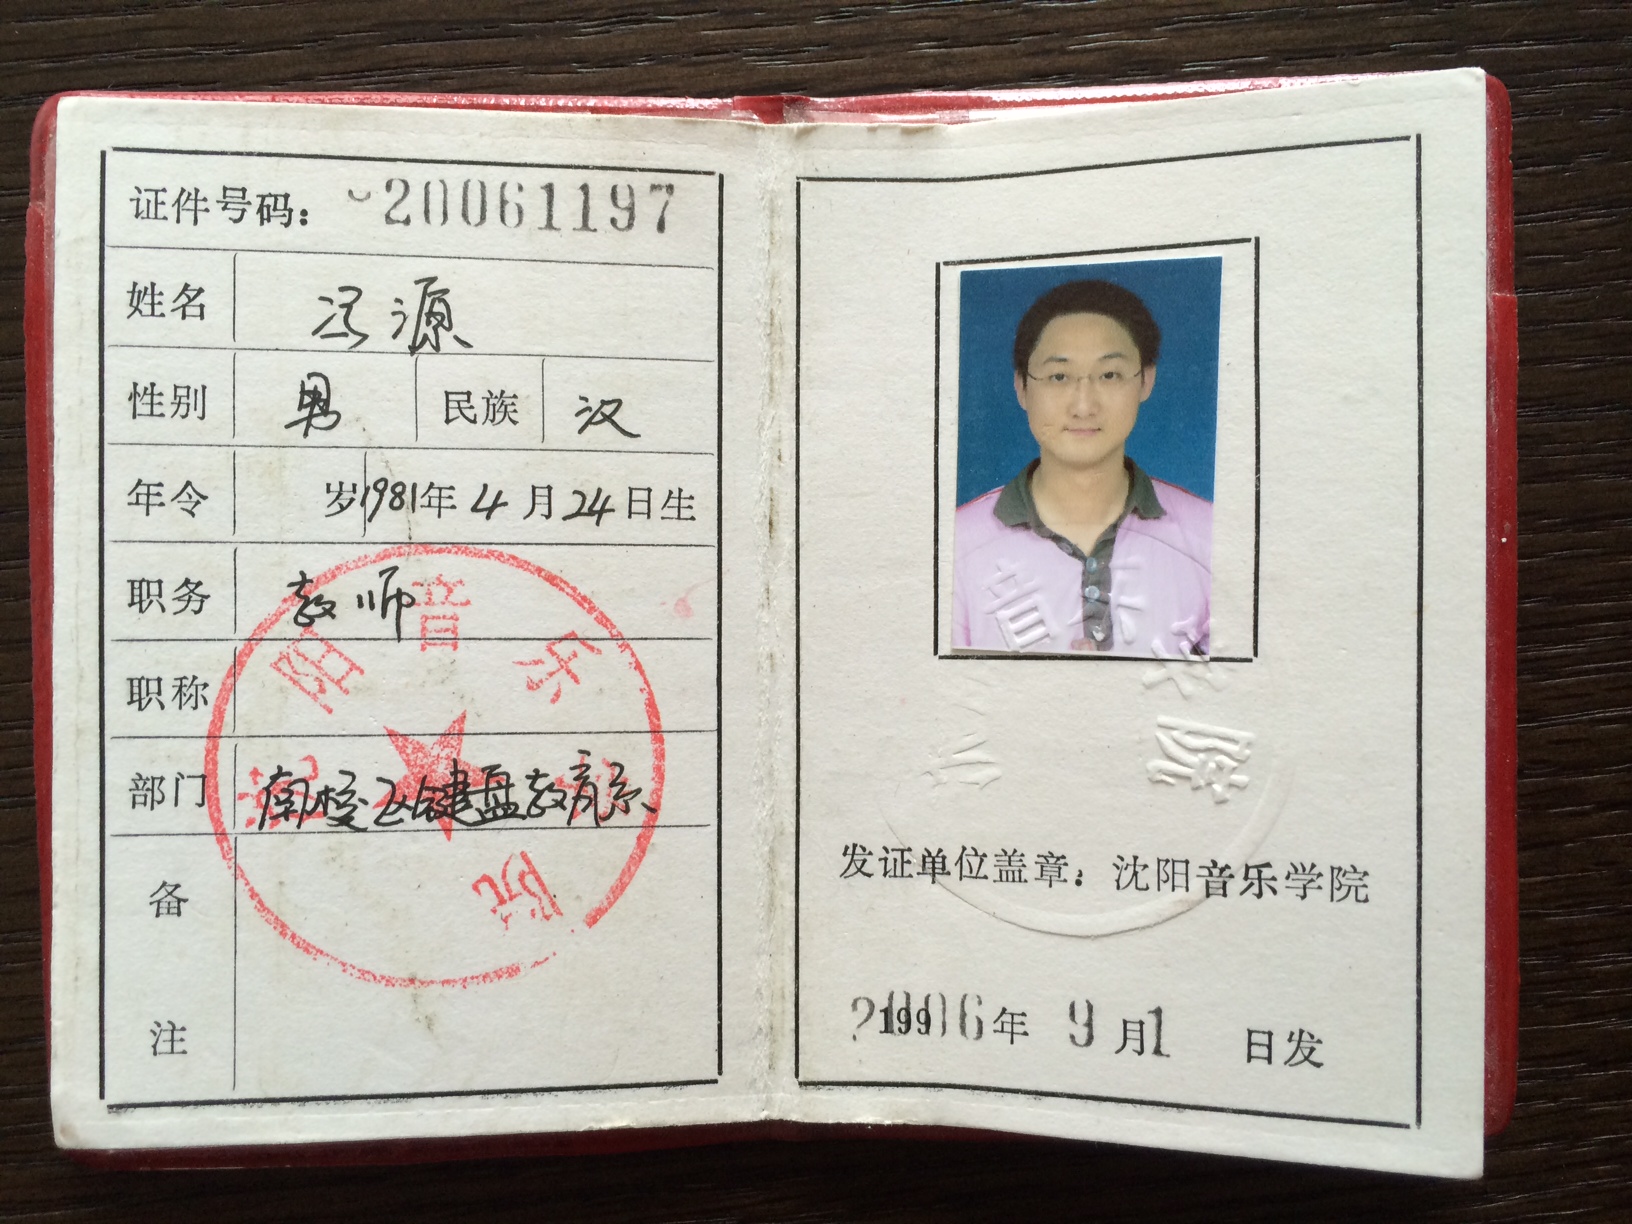 证件号码：20061197
姓名 冯源
性别 男 民族 汉
年令 岁 1981年4月24日生
职务 教师
职称
部门 南校区键盘教育系
备
注
沈阳音乐学院
音乐学院
发证单位盖章：沈阳音乐学院
2006年9月1日发